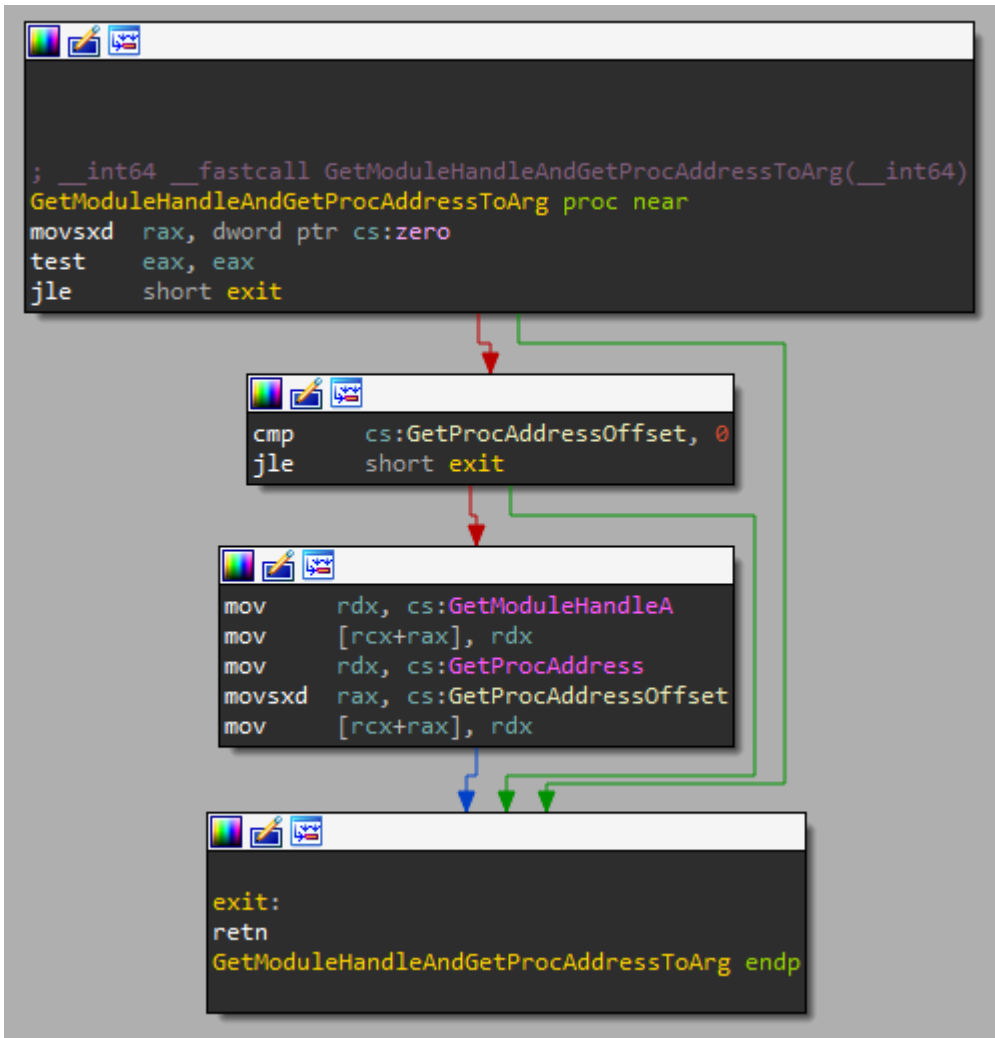 ; __int64 __fastcall GetModuleHandleAndGetProcAddressToArg(__int64)
GetModuleHandleAndGetProcAddressToArg proc near
movsxd  rax, dword ptr cs:zero
test    eax, eax
jle     short exit
cmp     cs:GetProcAddressOffset, 0
jle     short exit
mov     rdx, cs:GetModuleHandleA
mov     [rcx+rax], rdx
mov     rdx, cs:GetProcAddress
movsxd  rax, cs:GetProcAddressOffset
mov     [rcx+rax], rdx
exit:
retn
GetModuleHandleAndGetProcAddressToArg endp